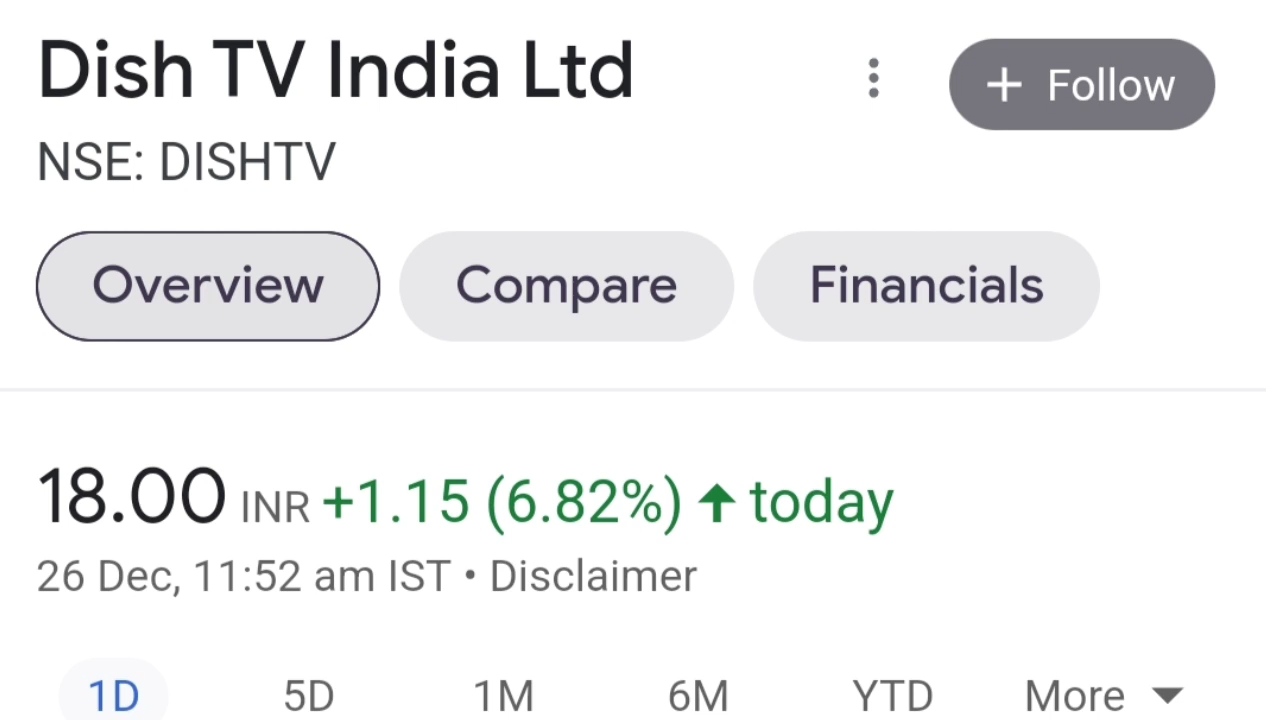 Dish TV India Ltd
+ Follow
NSE: DISHTV
Overview Compare Financials
18.00 INR +1.15 (6.82%) ↑ today
26 Dec, 11:52 am IST • Disclaimer
1D 5D 1M 6M YTD More